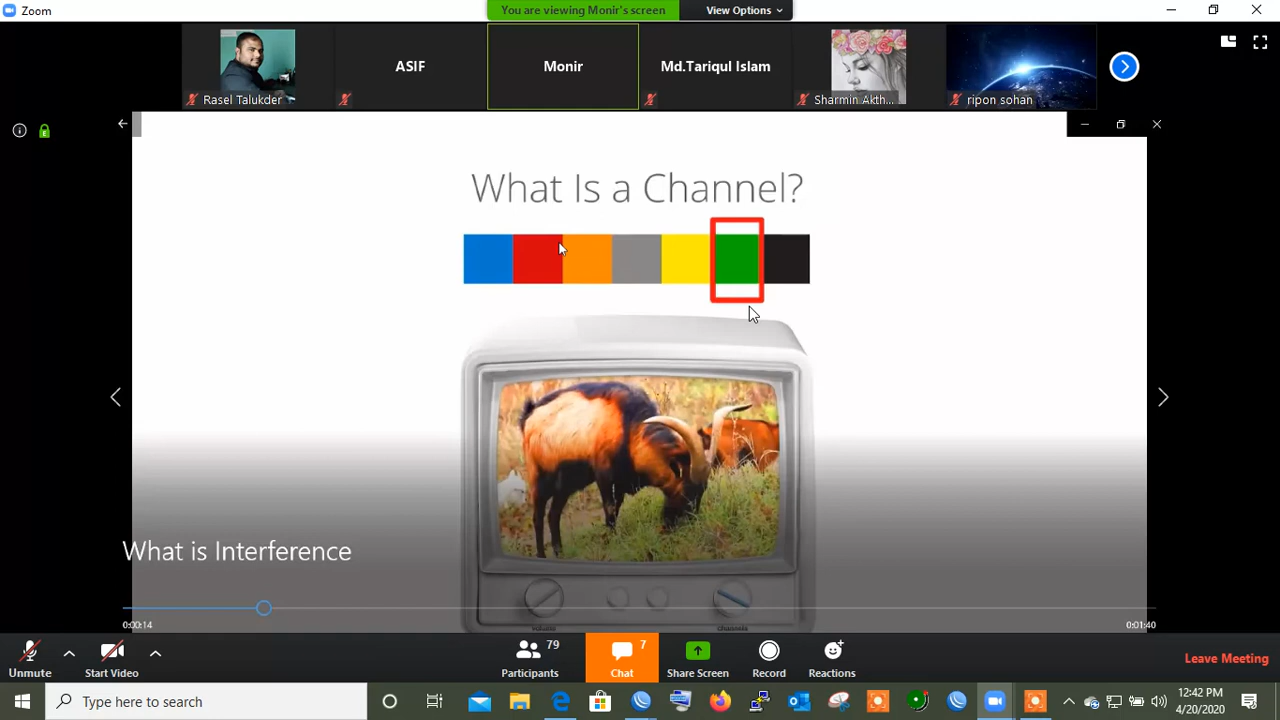 Zoom
You are viewing Monir's screen
View Options
Rasel Talukder
ASIF
Monir
Md.Tariqul Islam
Sharmin Akth...
ripon sohan
What Is a Channel?
volume
channels
What is Interference
0:00:14
0:01:40
Unmute
Start Video
79
Participants
7
Chat
Share Screen
Record
Reactions
Leave Meeting
Type here to search
12:42 PM
4/20/2020